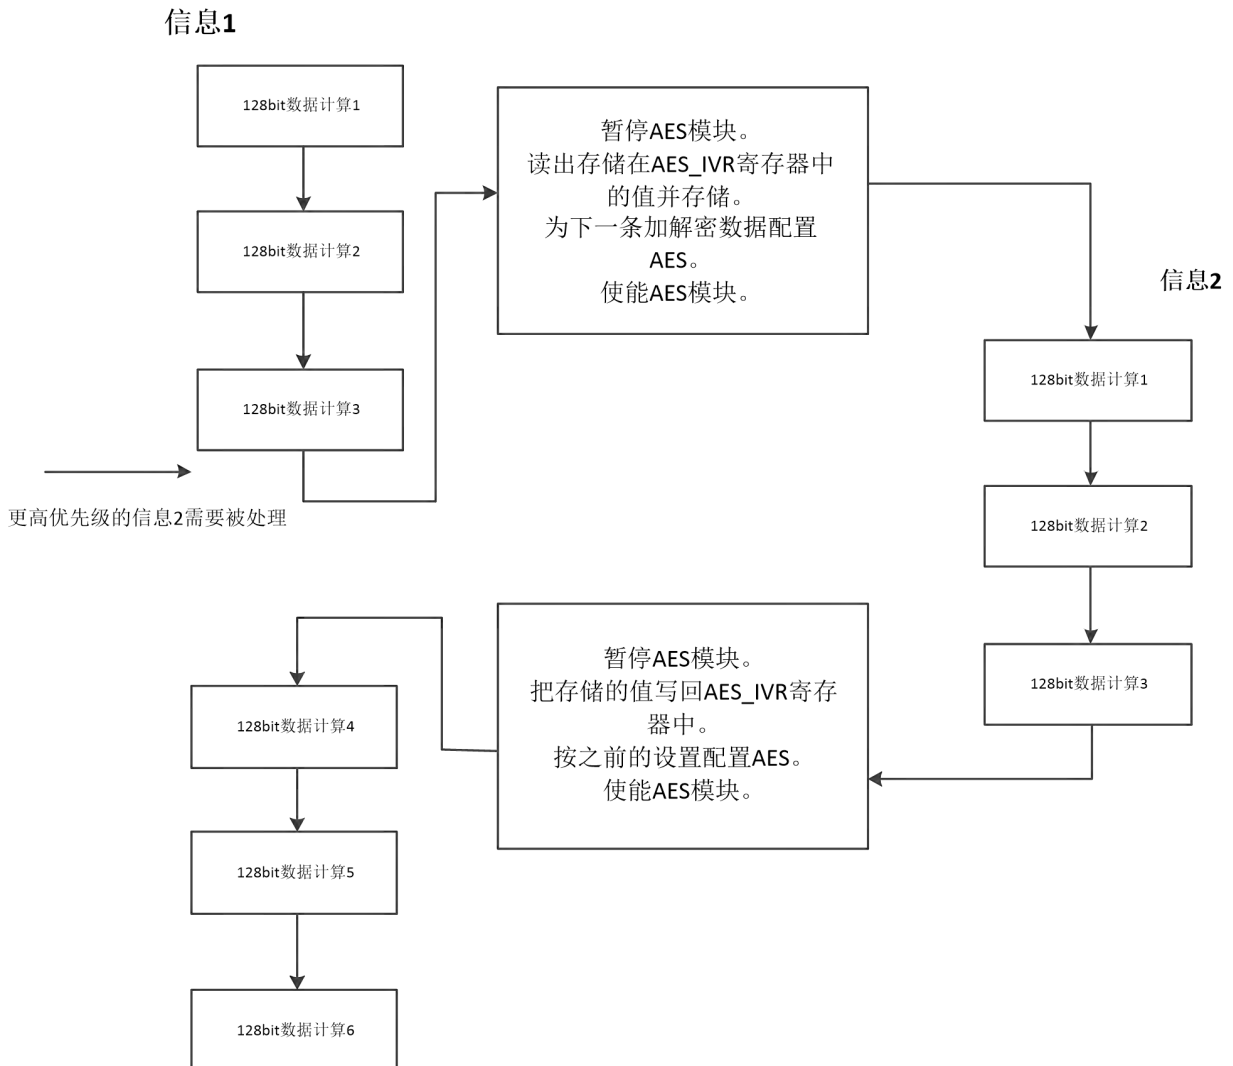 信息1
128bit数据计算1
128bit数据计算2
128bit数据计算3
更高优先级的信息2需要被处理
暂停AES模块。
读出存储在AES_IVR寄存器中
的值并存储。
为下一条加解密数据配置
AES。
使能AES模块。
信息2
128bit数据计算1
128bit数据计算2
128bit数据计算3
暂停AES模块。
把存储的值写回AES_IVR寄存
器中。
按之前的设置配置AES。
使能AES模块。
128bit数据计算4
128bit数据计算5
128bit数据计算6